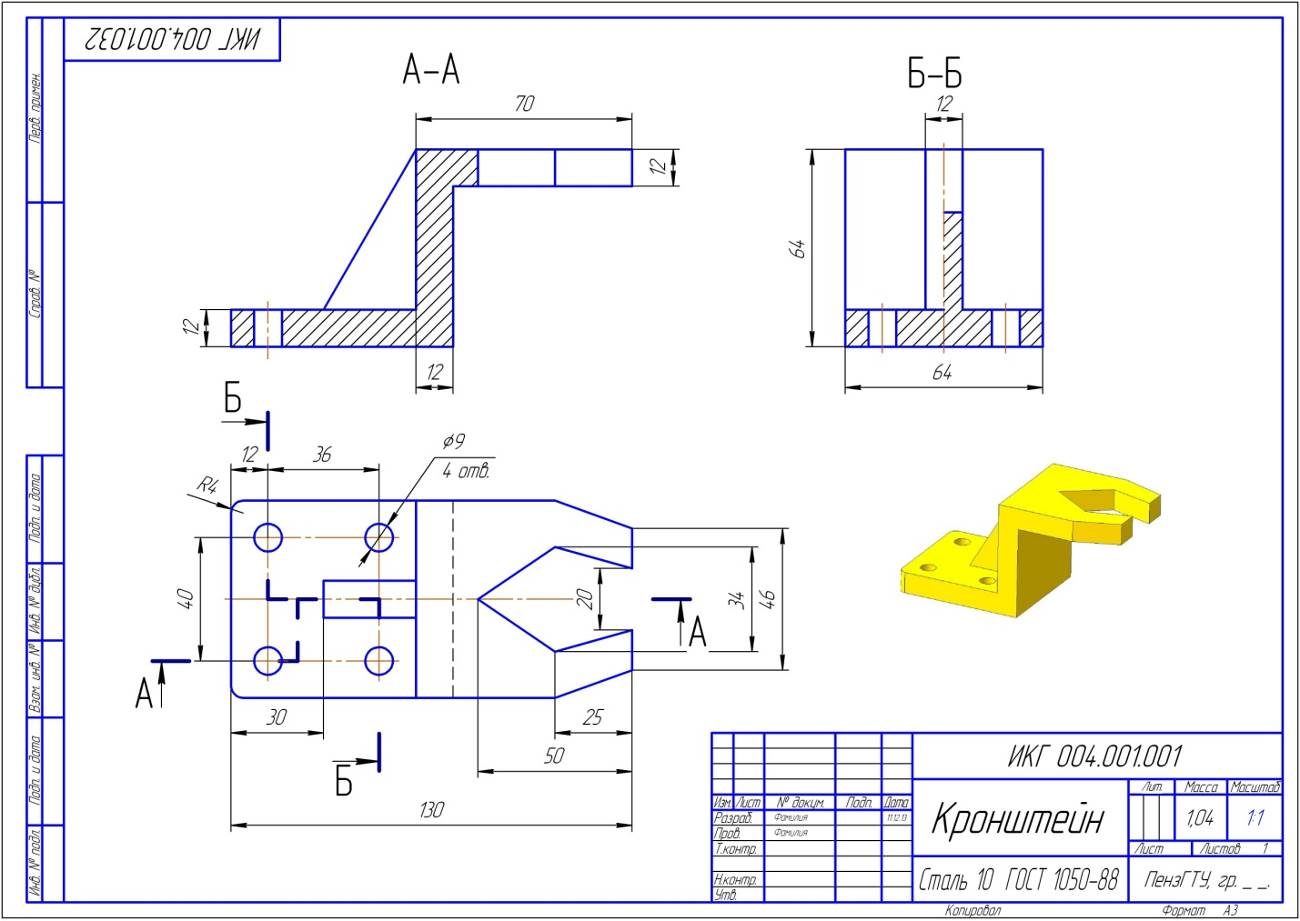 ИКГ 004.001.032
Перв. примен.
Справ. №
Подп. и дата
Инв. № дубл.
Взам. инв. №
Подп. и дата
Инв. № подл.
А-А
70
12
12
12
Б-Б
12
64
64
Б
12
36
⌀9
4 отв.
R4
40
20
34
46
А
А
30
25
Б
50
130
ИКГ 004.001.001
Изм. Лист № докум. Подп. Дата
Разраб. Фамилия 11.12.13
Пров. Фамилия
Т.контр.
Н.контр.
Утв.
Кронштейн
Лит. Масса Масштаб
1,04 1:1
Лист Листов 1
Сталь 10 ГОСТ 1050-88
ПензГТУ, гр. _ _.
Копировал Формат А3